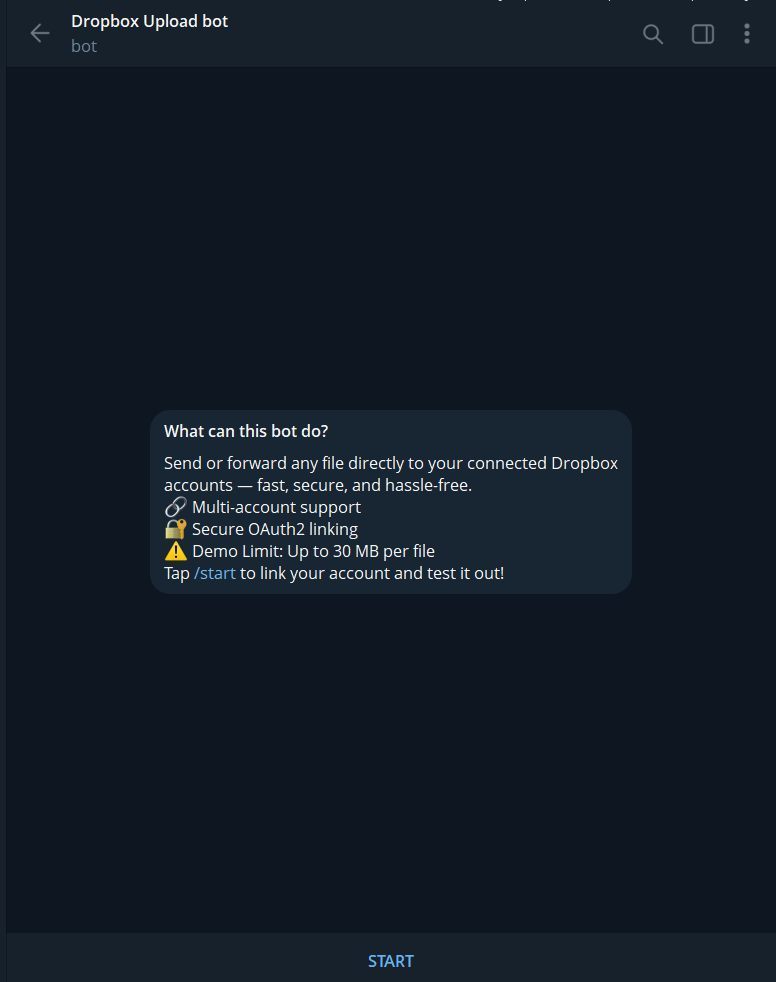 Dropbox Upload bot
bot
What can this bot do?
Send or forward any file directly to your connected Dropbox
accounts — fast, secure, and hassle-free.
🔗 Multi-account support
🔐 Secure OAuth2 linking
⚠️ Demo Limit: Up to 30 MB per file
Tap /start to link your account and test it out!
START